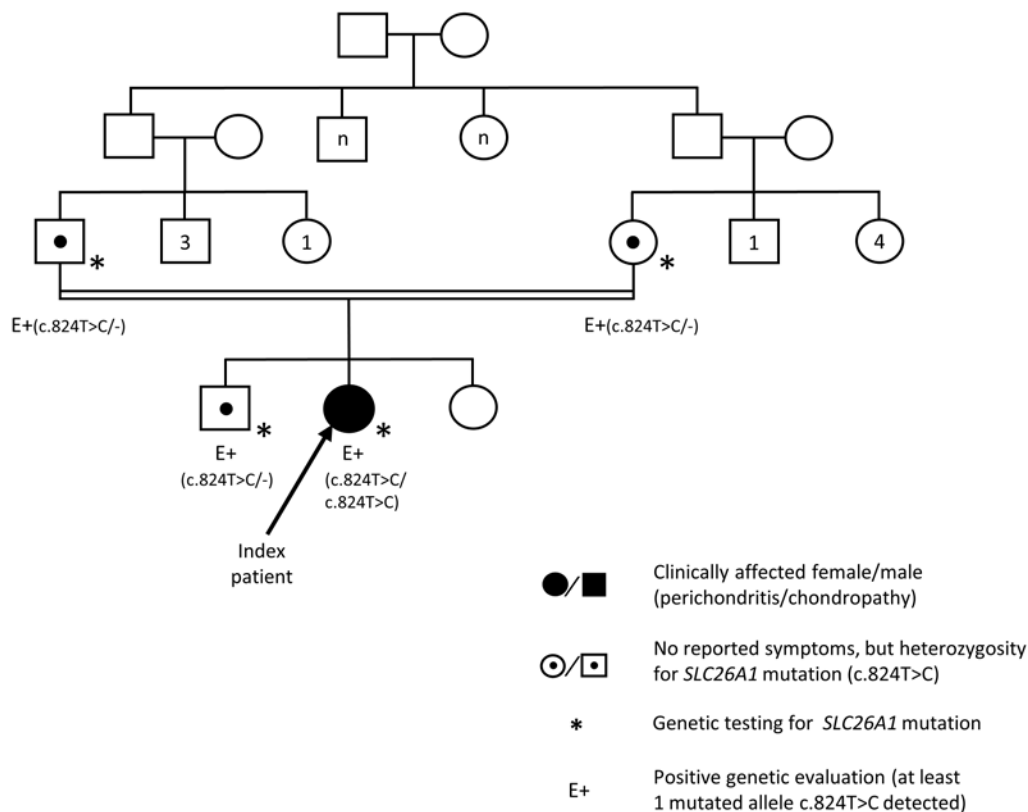 n
n
3
1
1
4
*
*
E+(c.824T>C/-)
E+(c.824T>C/-)
*
*
E+
(c.824T>C/-)
E+
(c.824T>C/
c.824T>C)
Index
patient
/
Clinically affected female/male
(perichondritis/chondropathy)
/
No reported symptoms, but heterozygosity
for SLC26A1 mutation (c.824T>C)
*
Genetic testing for SLC26A1 mutation
E+
Positive genetic evaluation (at least
1 mutated allele c.824T>C detected)